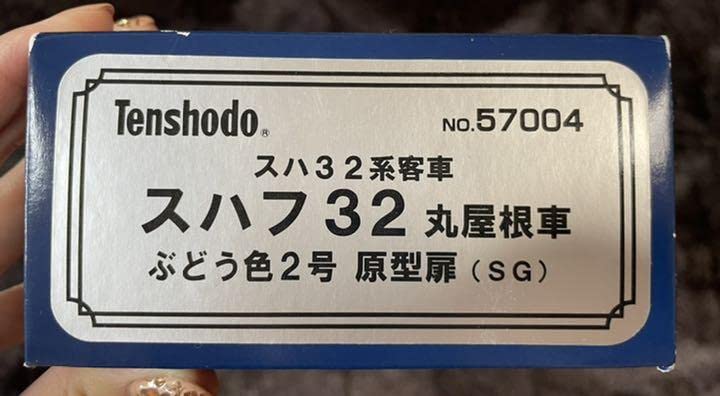 Tenshodo® NO.57004
スハ32系客車
スハフ32 丸屋根車
ぶどう色2号 原型扉(SG)